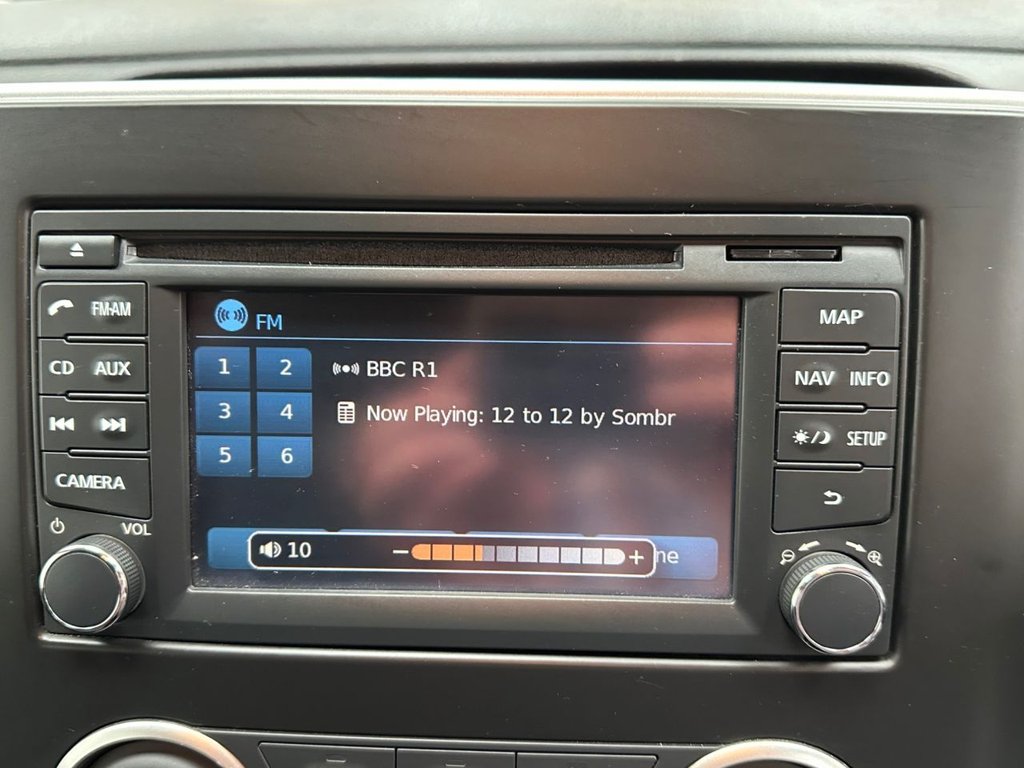 FM·AM
CD AUX
CAMERA
VOL
FM
1 2
3 4
5 6
BBC R1
Now Playing: 12 to 12 by Sombr
10
− +
ne
MAP
NAV INFO
SETUP